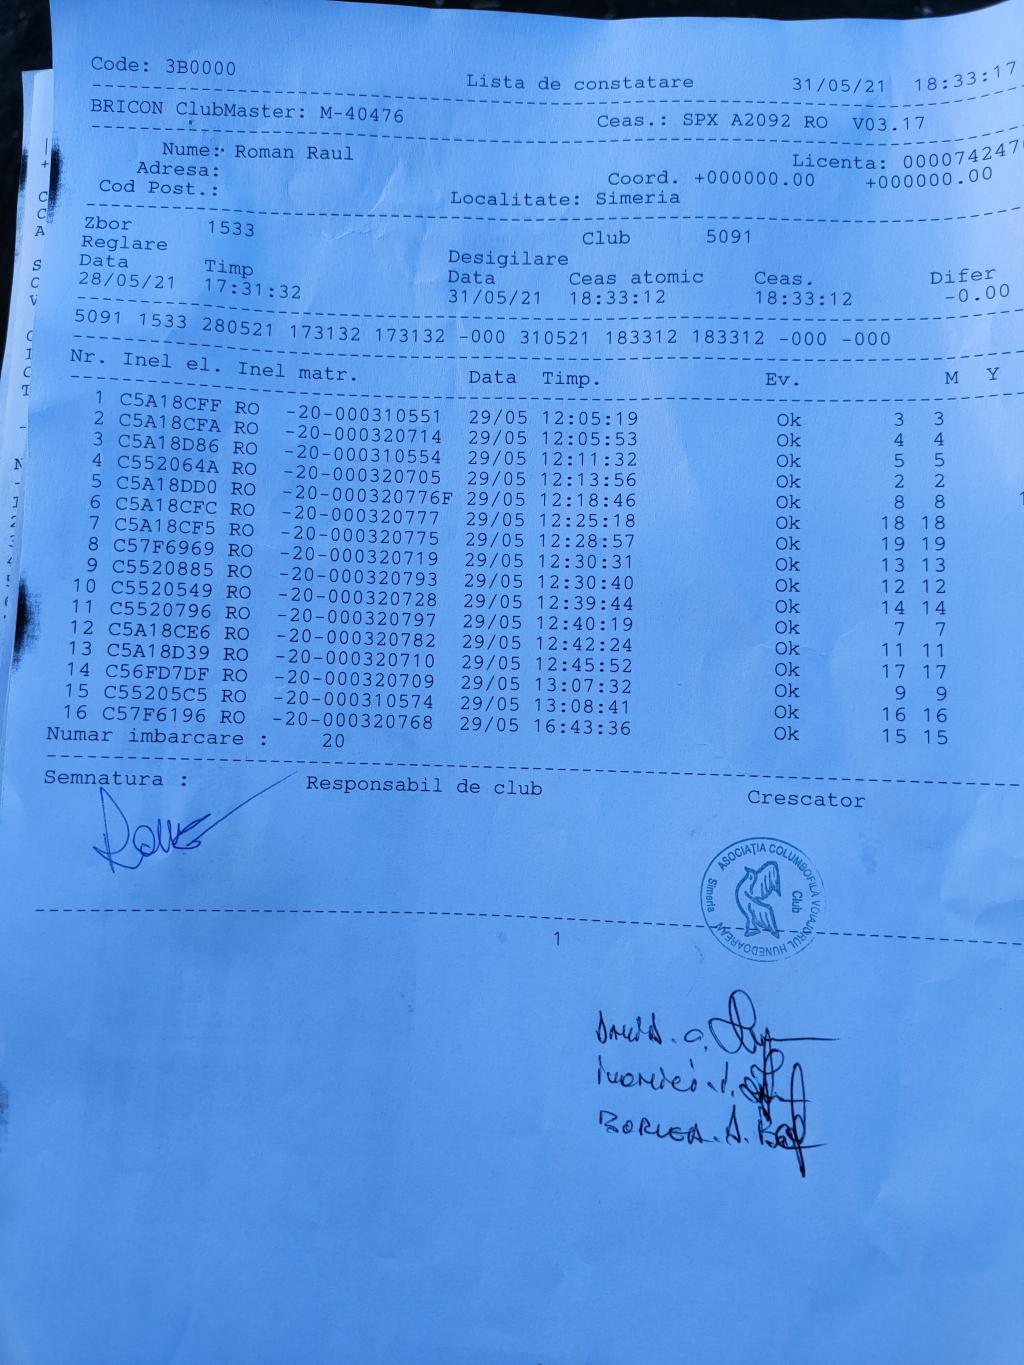 Code: 3B0000 Lista de constatare 31/05/21 18:33:17
BRICON ClubMaster: M-40476 Ceas.: SPX A2092 RO V03.17
Nume: Roman Raul Licenta: 0000742470
Adresa: Coord. +000000.00 +000000.00
Cod Post.: Localitate: Simeria
Zbor 1533 Club 5091
Reglare Desigilare
Data Timp Data Ceas atomic Ceas. Difer
28/05/21 17:31:32 31/05/21 18:33:12 18:33:12 -0.00
5091 1533 280521 173132 173132 -000 310521 183312 183312 -000 -000
Nr. Inel el. Inel matr. Data Timp. Ev. M Y
1 C5A18CFF RO -20-000310551 29/05 12:05:19 Ok 3 3
2 C5A18CFA RO -20-000320714 29/05 12:05:53 Ok 4 4
3 C5A18D86 RO -20-000310554 29/05 12:11:32 Ok 5 5
4 C552064A RO -20-000320705 29/05 12:13:56 Ok 2 2
5 C5A18DD0 RO -20-000320776F 29/05 12:18:46 Ok 8 8
6 C5A18CFC RO -20-000320777 29/05 12:25:18 Ok 18 18
7 C5A18CF5 RO -20-000320775 29/05 12:28:57 Ok 19 19
8 C57F6969 RO -20-000320719 29/05 12:30:31 Ok 13 13
9 C5520885 RO -20-000320793 29/05 12:30:40 Ok 12 12
10 C5520549 RO -20-000320728 29/05 12:39:44 Ok 14 14
11 C5520796 RO -20-000320797 29/05 12:40:19 Ok 7 7
12 C5A18CE6 RO -20-000320782 29/05 12:42:24 Ok 11 11
13 C5A18D39 RO -20-000320710 29/05 12:45:52 Ok 17 17
14 C56FD7DF RO -20-000320709 29/05 13:07:32 Ok 9 9
15 C55205C5 RO -20-000310574 29/05 13:08:41 Ok 16 16
16 C57F6196 RO -20-000320768 29/05 16:43:36 Ok 15 15
Numar imbarcare : 20
Semnatura : Responsabil de club Crescator
ASOCIAŢIA COLUMBOFILA VOIAJORUL HUNEDOAREAN
Club
Simeria
1
BORLEA. A.